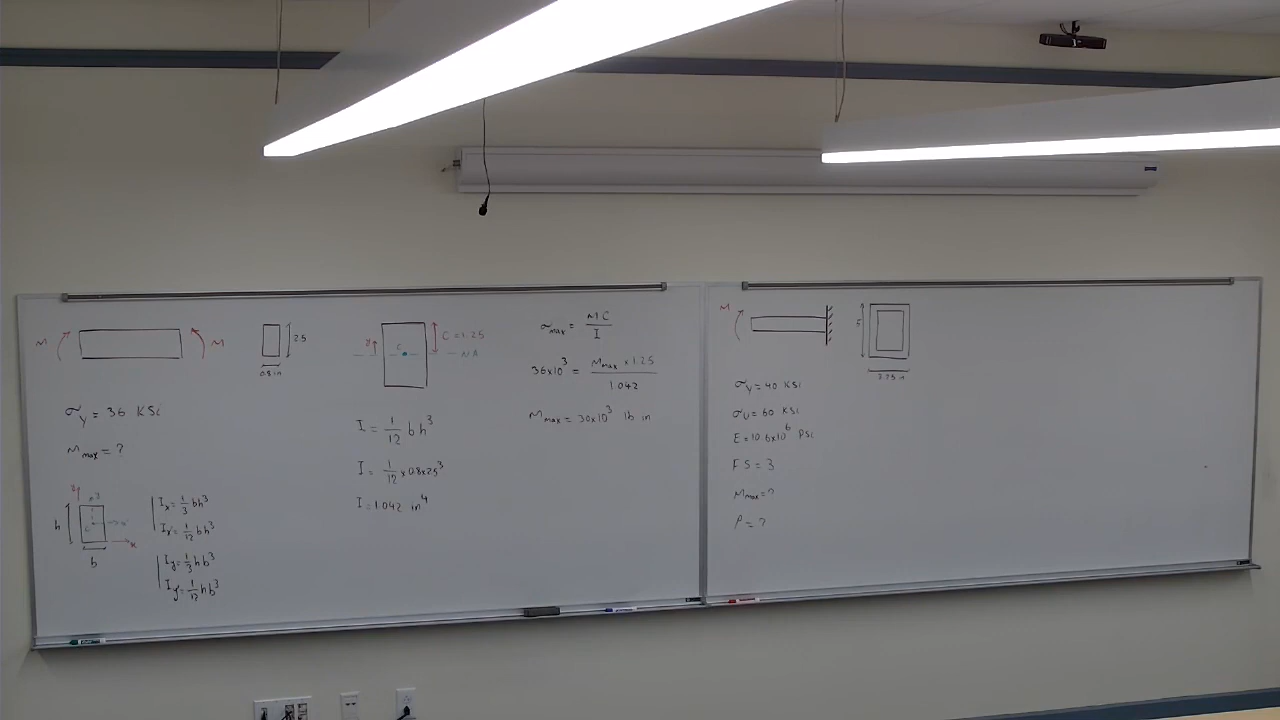 M
M
2.5
0.8 in
σy = 36 KSi
Mmax = ?
h
b
x
Ix = 1/3 bh³
Ix' = 1/12 bh³
Iy = 1/3 hb³
Iy' = 1/12 hb³
y
c
C = 1.25
NA
I = 1/12 b h³
I = 1/12 x 0.8 x 2.5³
I = 1.042 in⁴
σmax = MC/I
36x10³ = Mmax x 1.25 / 1.042
Mmax = 30x10³ lb in
M
5
3.25 in
σy = 40 KSi
σU = 60 KSi
E = 10.6x10⁶ PSi
FS = 3
Mmax = ?
ρ = ?